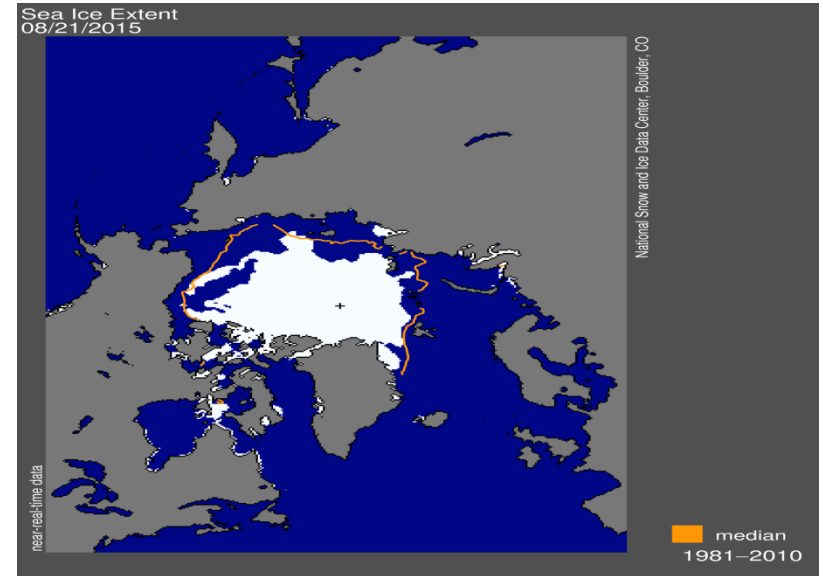 Sea Ice Extent
08/21/2015
National Snow and Ice Data Center, Boulder, CO
near-real-time data
median
1981–2010